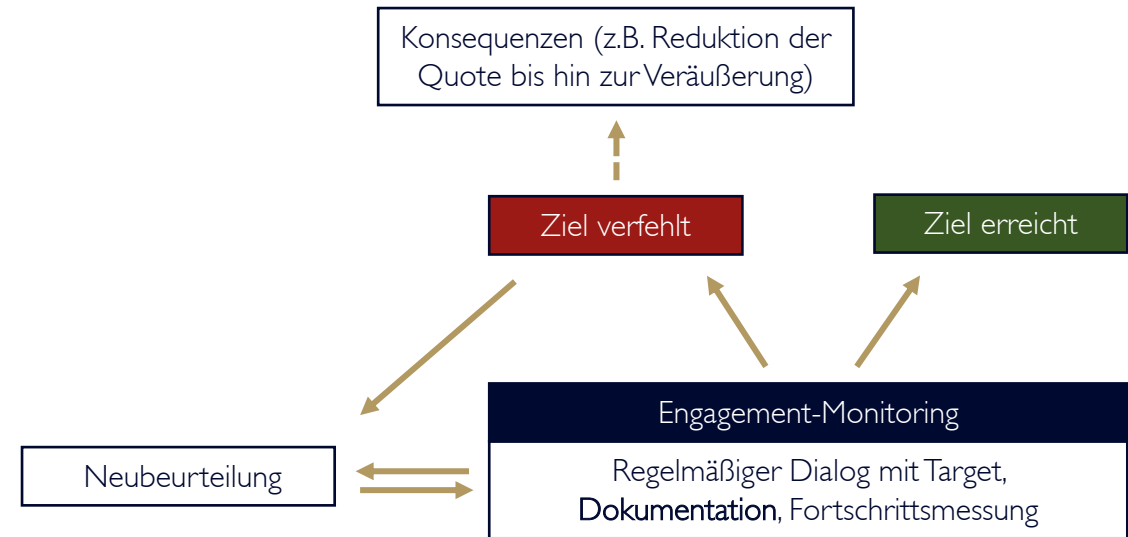 Konsequenzen (z.B. Reduktion der
Quote bis hin zur Veräußerung)
Ziel verfehlt
Ziel erreicht
Engagement-Monitoring
Neubeurteilung
Regelmäßiger Dialog mit Target,
Dokumentation, Fortschrittsmessung